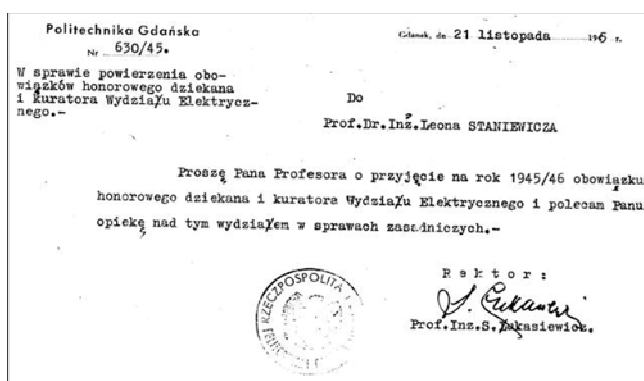 Politechnika Gdańska
Nr 630/45.
Gdańsk, dn 21 listopada 1945 r.
W sprawie powierzenia obo-
wiązków honorowego dziekana
i kuratora Wydziału Elektrycz-
nego.-
Do
Prof.Dr.Inż.Leona STANIEWICZA
Proszę Pana Profesora o przyjęcie na rok 1945/46 obowiązku
honorowego dziekana i kuratora Wydziału Elektrycznego i polecam Panu
opiekę nad tym wydziałem w sprawach zasadniczych.-
Rektor:
Prof.Inż.S.Łukasiewicz.
RZECZPOSPOLITA